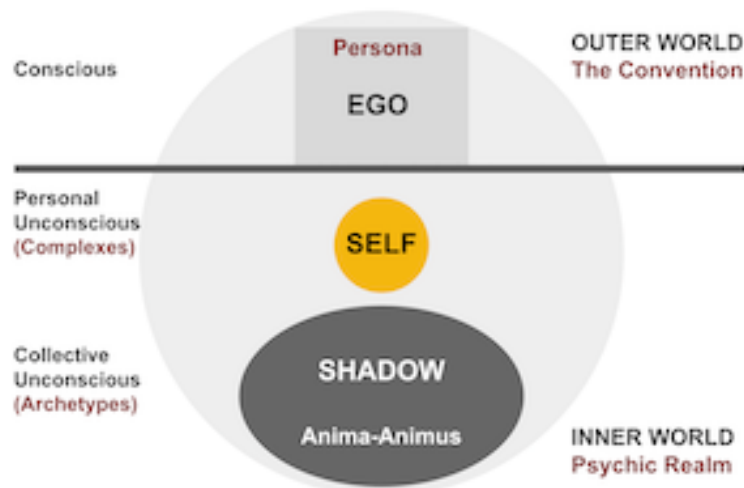 Persona
OUTER WORLD
Conscious
The Convention
EGO
Personal
Unconscious
(Complexes)
SELF
Collective
Unconscious
(Archetypes)
SHADOW
Anima-Animus
INNER WORLD
Psychic Realm